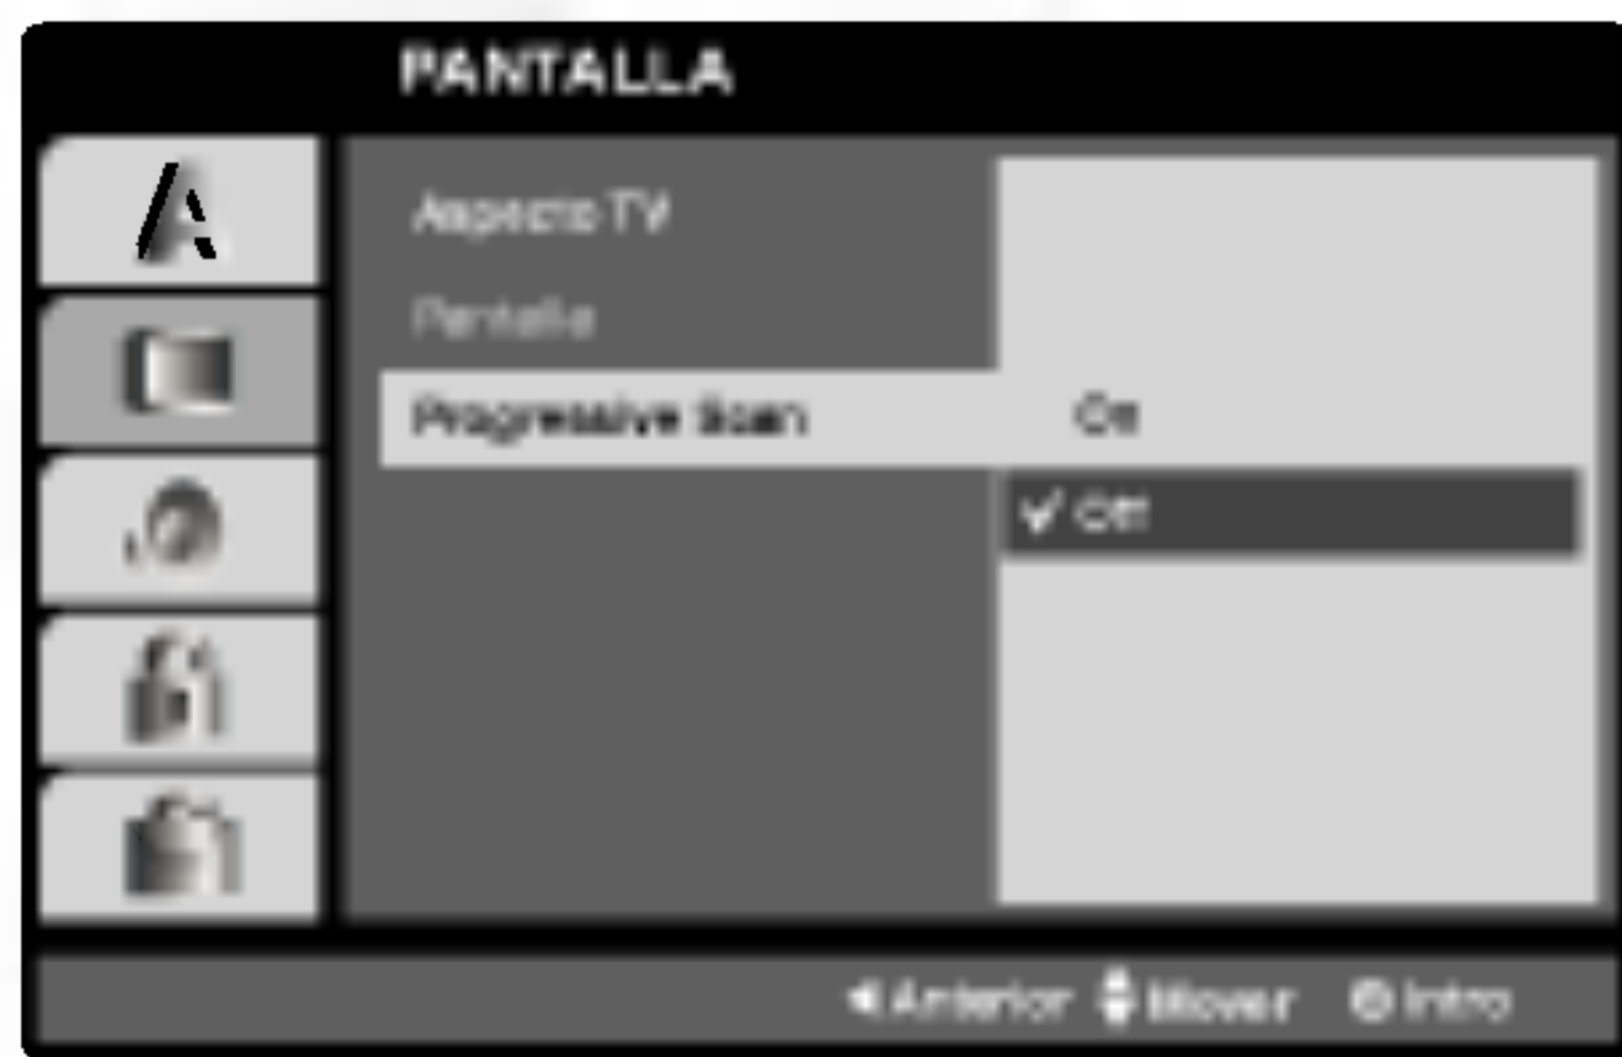 PANTALLA
A
Aspecto TV
Pantalla
Progressive Scan
On
Off
Anterior Mover Intro